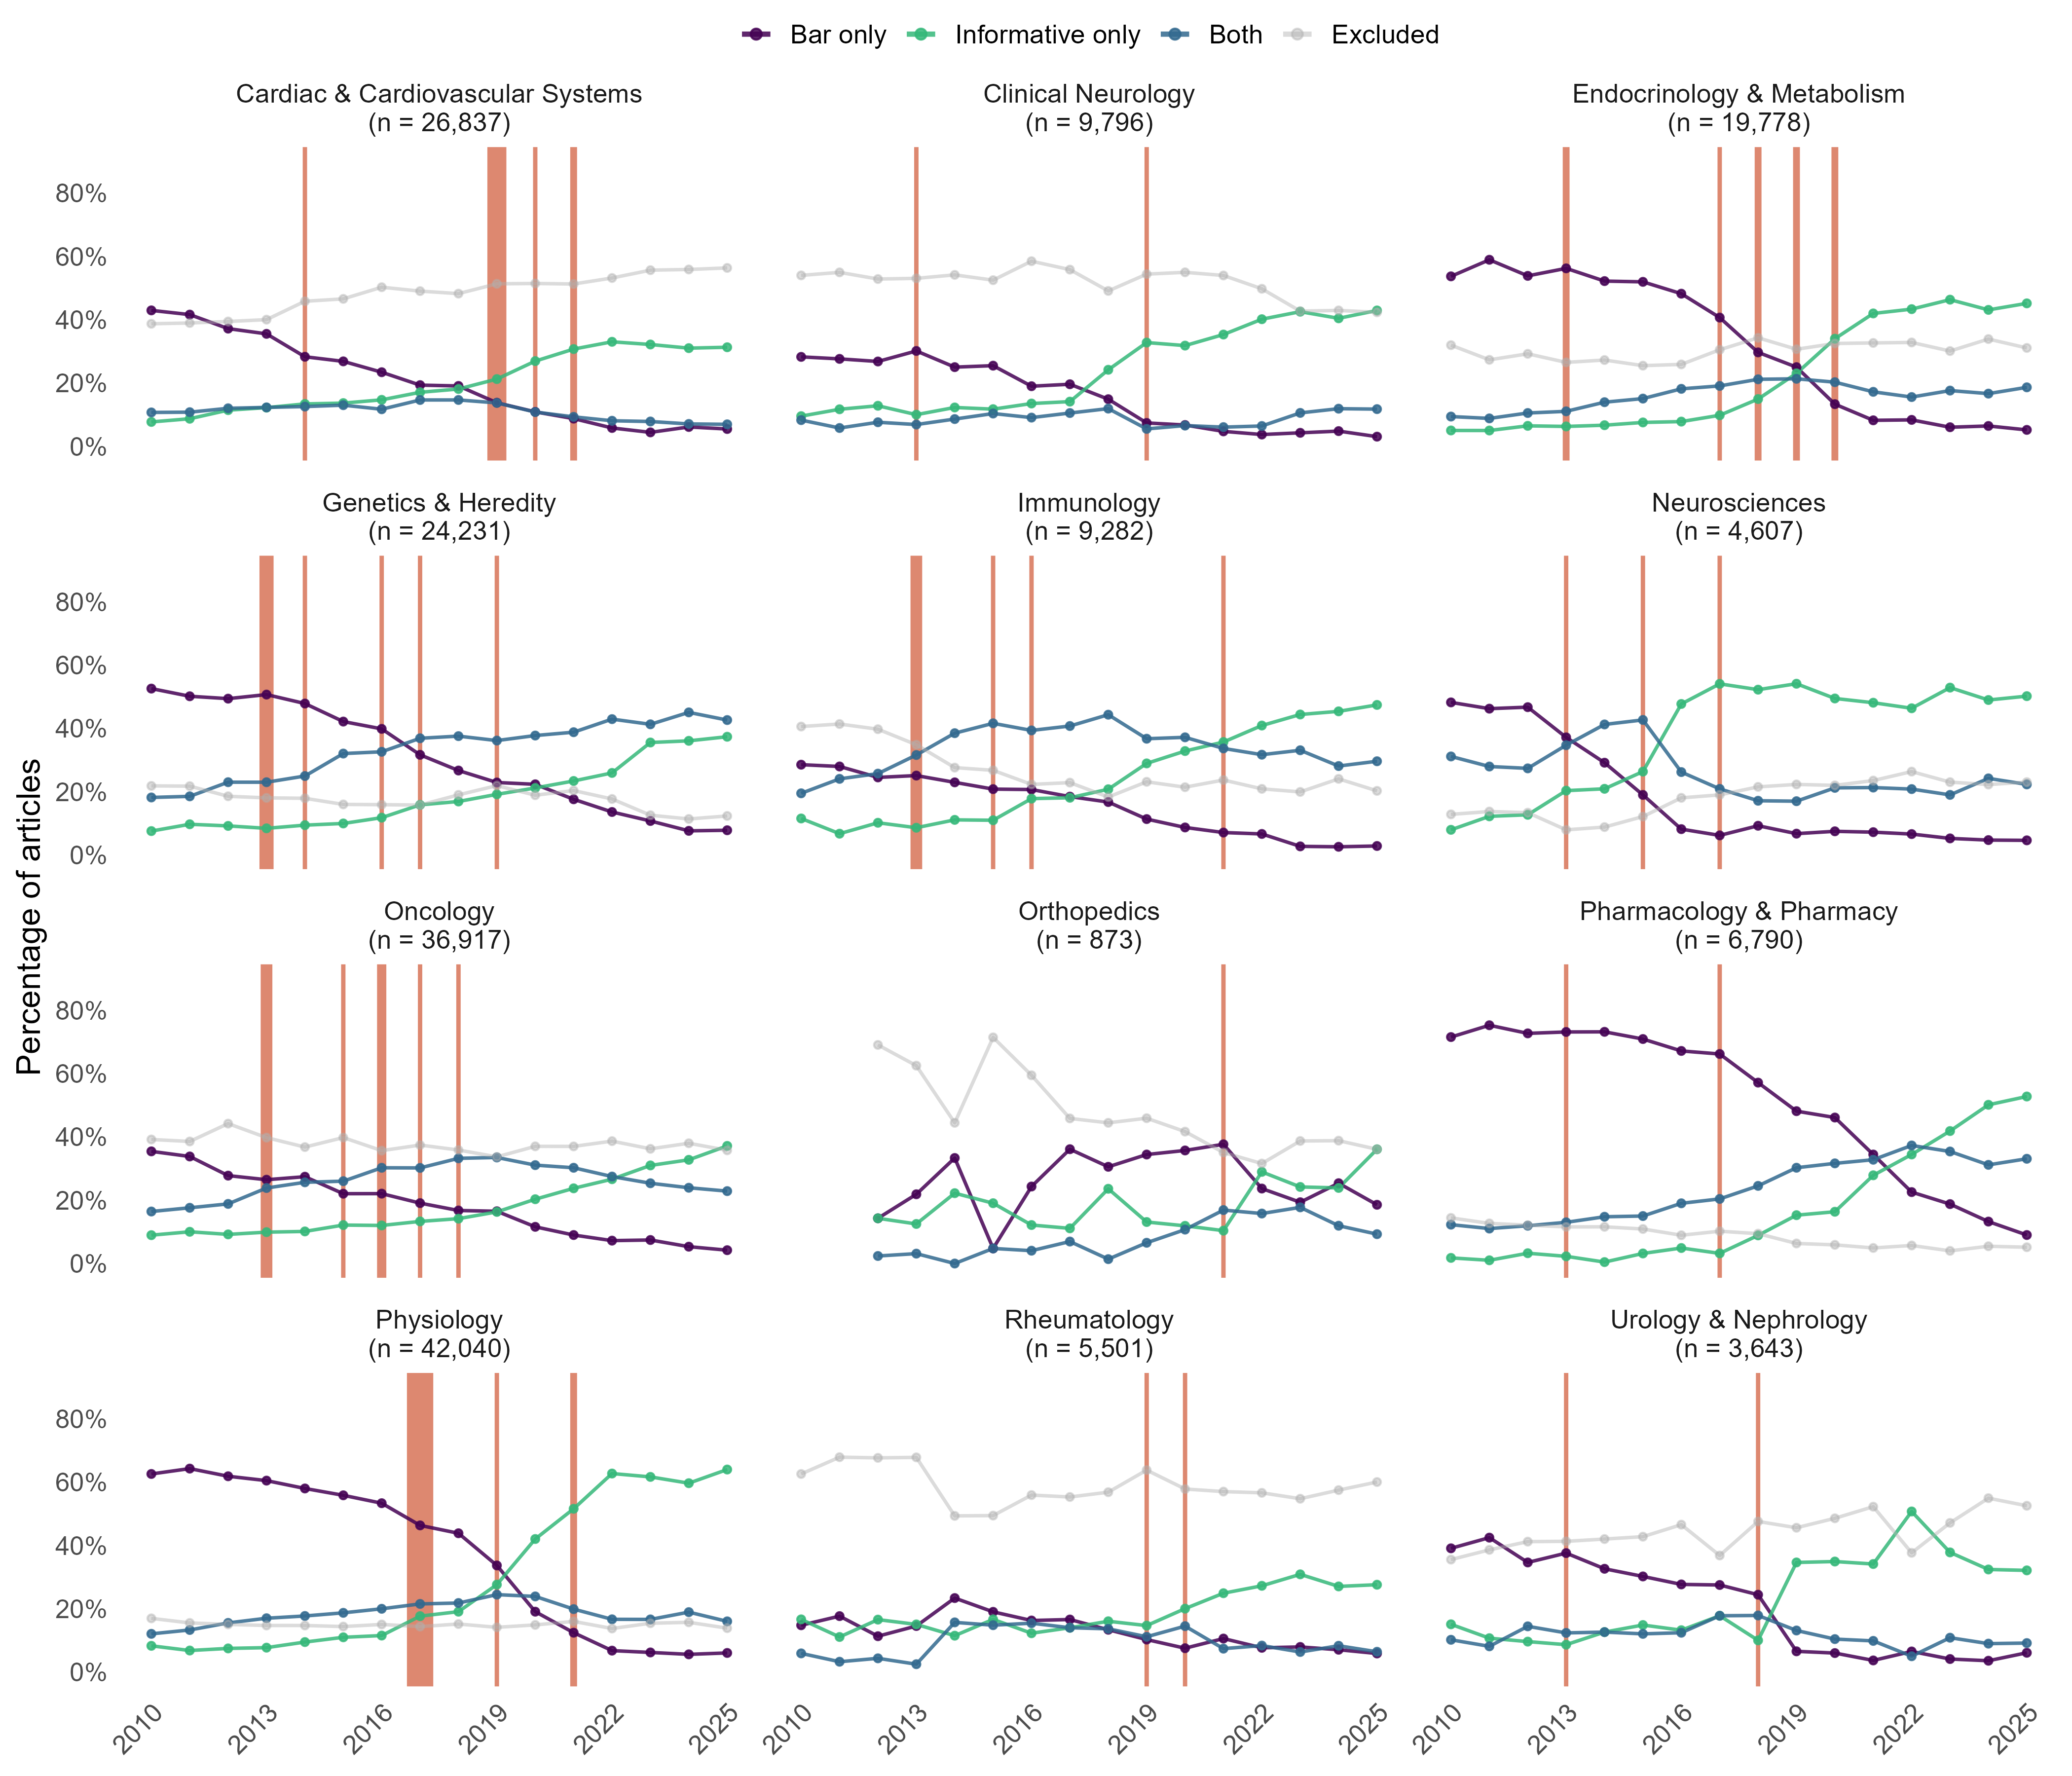 Bar only Informative only Both Excluded
Cardiac & Cardiovascular Systems
(n = 26,837)
Clinical Neurology
(n = 9,796)
Endocrinology & Metabolism
(n = 19,778)
80%
60%
40%
20%
0%
Genetics & Heredity
(n = 24,231)
Immunology
(n = 9,282)
Neurosciences
(n = 4,607)
80%
60%
40%
20%
0%
Percentage of articles
Oncology
(n = 36,917)
Orthopedics
(n = 873)
Pharmacology & Pharmacy
(n = 6,790)
80%
60%
40%
20%
0%
Physiology
(n = 42,040)
Rheumatology
(n = 5,501)
Urology & Nephrology
(n = 3,643)
80%
60%
40%
20%
0%
2010 2013 2016 2019 2022 2025
2010 2013 2016 2019 2022 2025
2010 2013 2016 2019 2022 2025